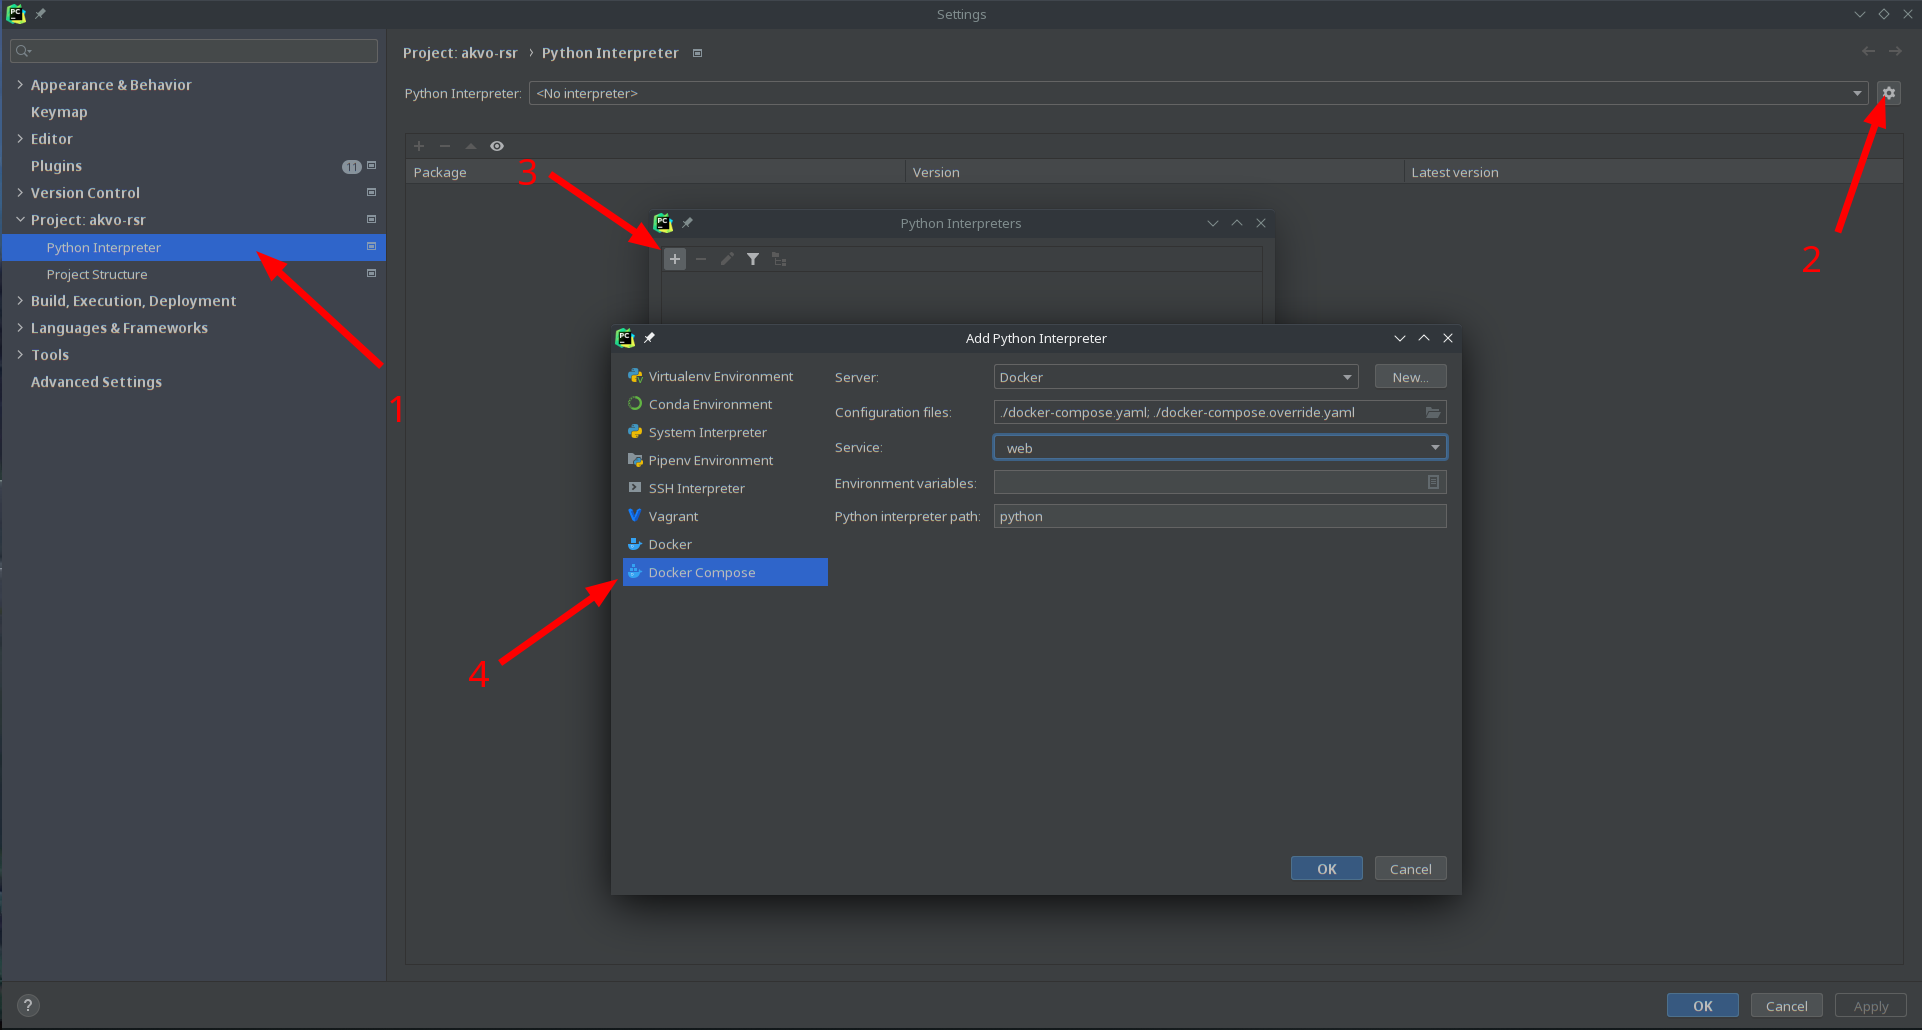 Settings
Appearance & Behavior
Keymap
Editor
Plugins 11
Version Control
Project: akvo-rsr
Python Interpreter
Project Structure
Build, Execution, Deployment
Languages & Frameworks
Tools
Advanced Settings
1
Project: akvo-rsr › Python Interpreter
Python Interpreter: <No interpreter>
2
3
Package Version Latest version
PC
Python Interpreters
PC
Add Python Interpreter
Virtualenv Environment
Conda Environment
System Interpreter
Pipenv Environment
SSH Interpreter
Vagrant
Docker
Docker Compose
4
Server: Docker New...
Configuration files: ./docker-compose.yaml; ./docker-compose.override.yaml
Service: web
Environment variables:
Python interpreter path: python
OK Cancel
? OK Cancel Apply